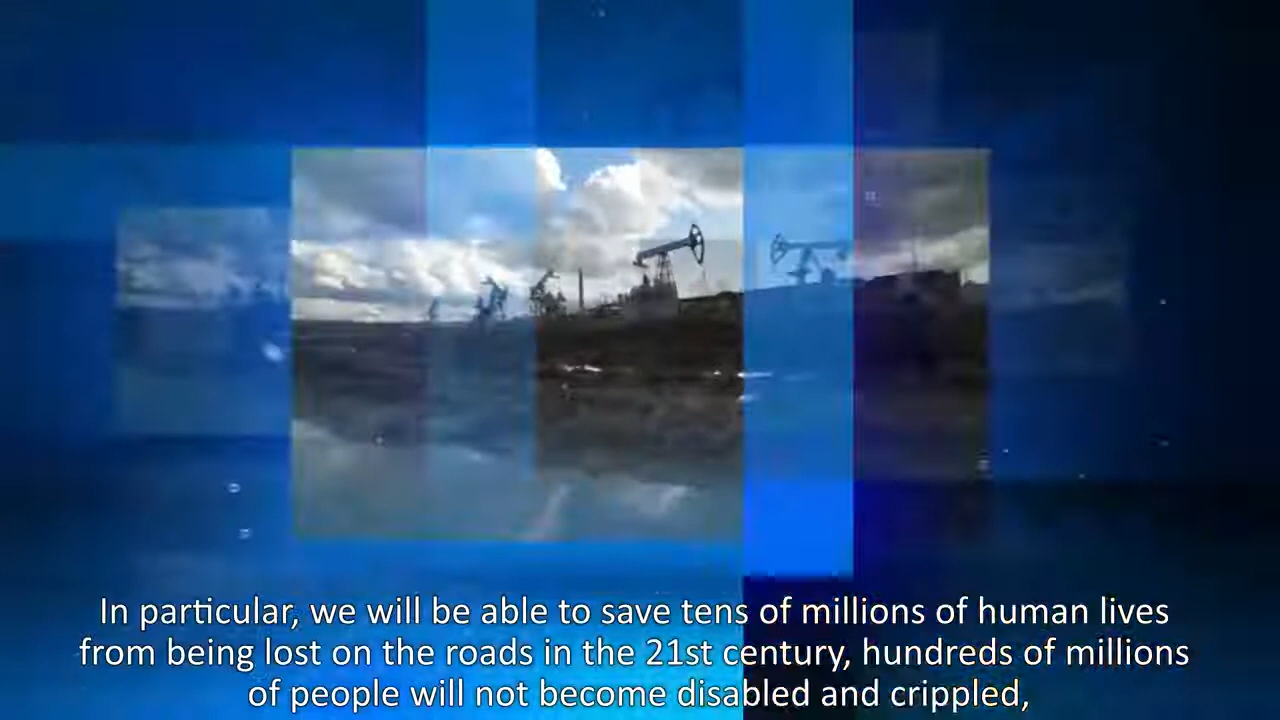 In particular, we will be able to save tens of millions of human lives
from being lost on the roads in the 21st century, hundreds of millions
of people will not become disabled and crippled,